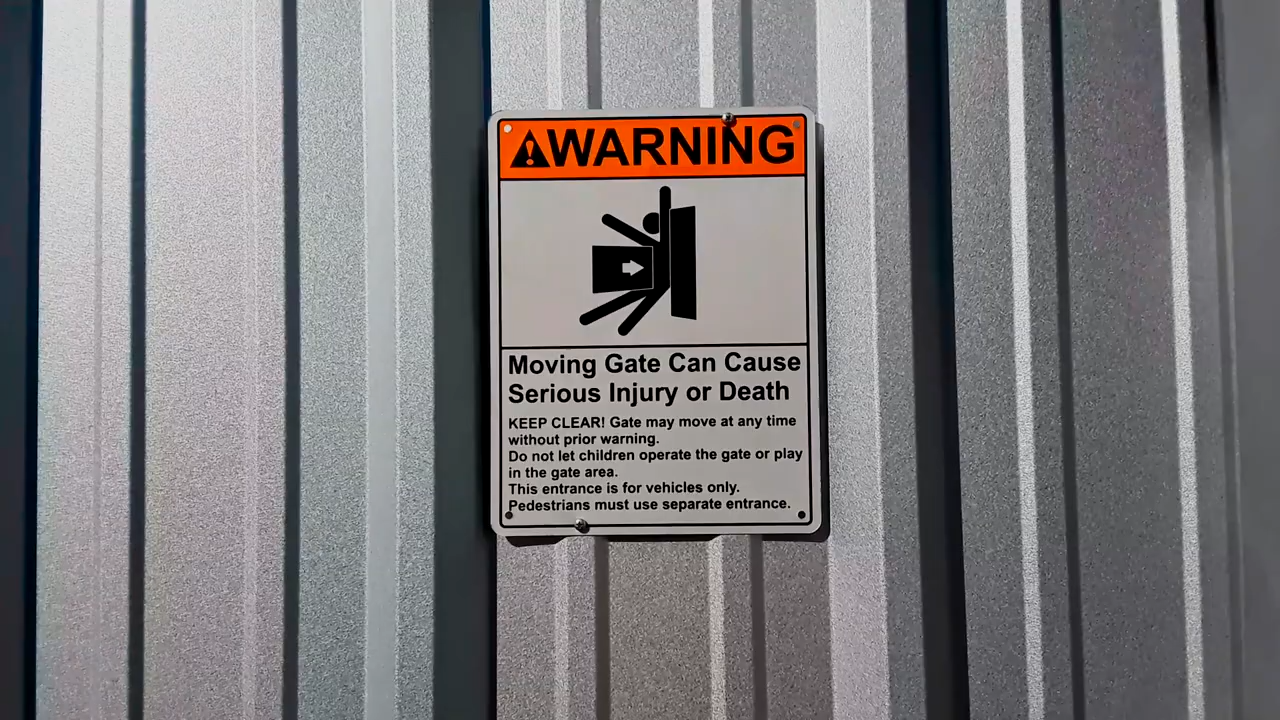 WARNING
Moving Gate Can Cause
Serious Injury or Death
KEEP CLEAR! Gate may move at any time
without prior warning.
Do not let children operate the gate or play
in the gate area.
This entrance is for vehicles only.
Pedestrians must use separate entrance.